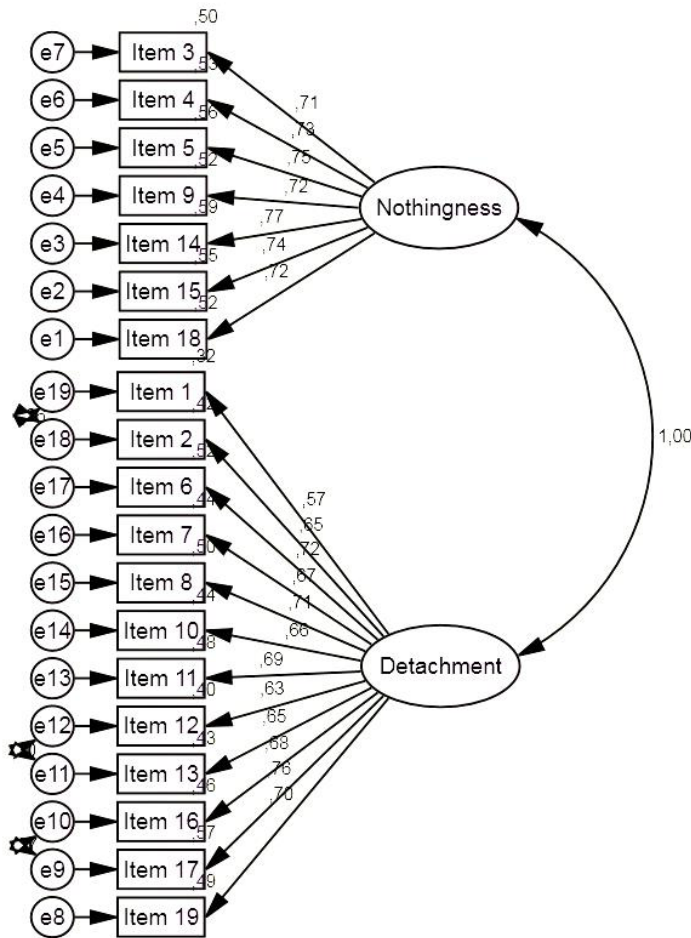 ,50
e7 Item 3
,53
e6 Item 4
,71
,56
e5 Item 5
,73
,52
,75
e4 Item 9
,72
Nothingness
,59
e3 Item 14
,77
,55
,74
e2 Item 15
,72
,52
e1 Item 18
,32
e19 Item 1
,42
e18 Item 2
1,00
,52
e17 Item 6
,44
,57
e16 Item 7
,65
,50
,72
e15 Item 8
,67
,44
,71
e14 Item 10
,66
,48
e13 Item 11
,69
Detachment
,40
,63
e12 Item 12
,65
,43
,68
e11 Item 13
,76
,46
,70
e10 Item 16
,57
e9 Item 17
,49
e8 Item 19